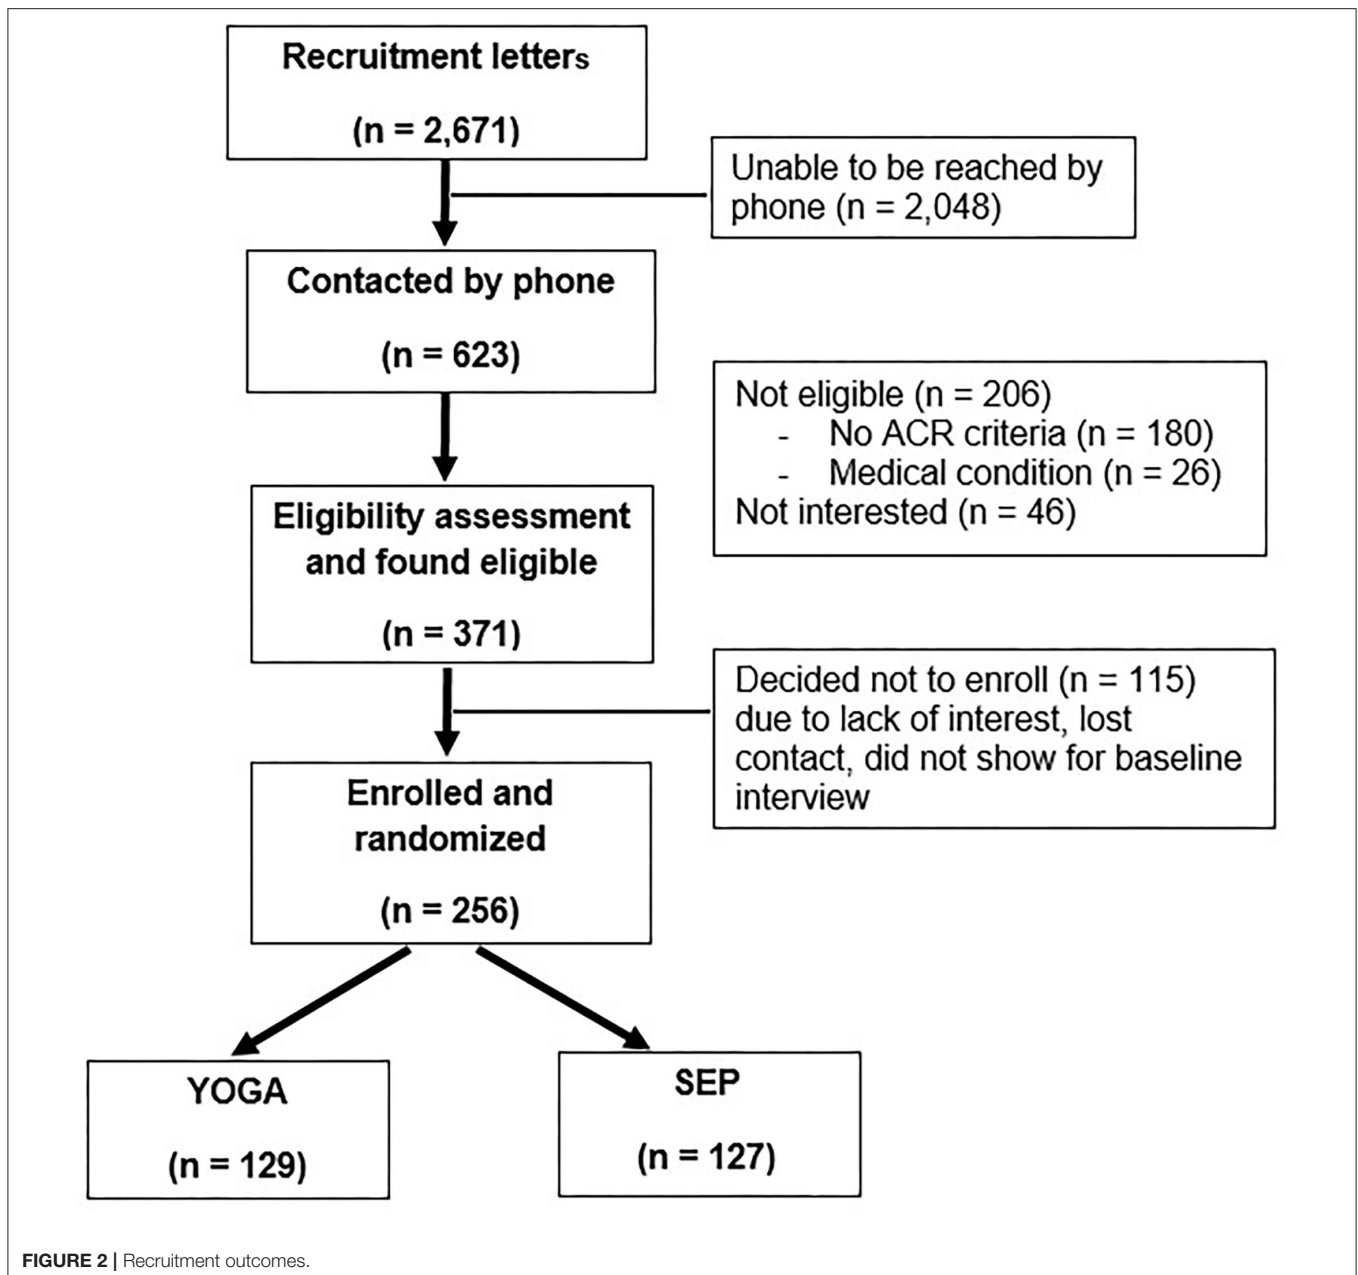 Recruitment letters
(n = 2,671)
Unable to be reached by
phone (n = 2,048)
Contacted by phone
(n = 623)
Not eligible (n = 206)
- No ACR criteria (n = 180)
- Medical condition (n = 26)
Not interested (n = 46)
Eligibility assessment
and found eligible
(n = 371)
Decided not to enroll (n = 115)
due to lack of interest, lost
contact, did not show for baseline
interview
Enrolled and
randomized
(n = 256)
YOGA
(n = 129)
SEP
(n = 127)
FIGURE 2 | Recruitment outcomes.